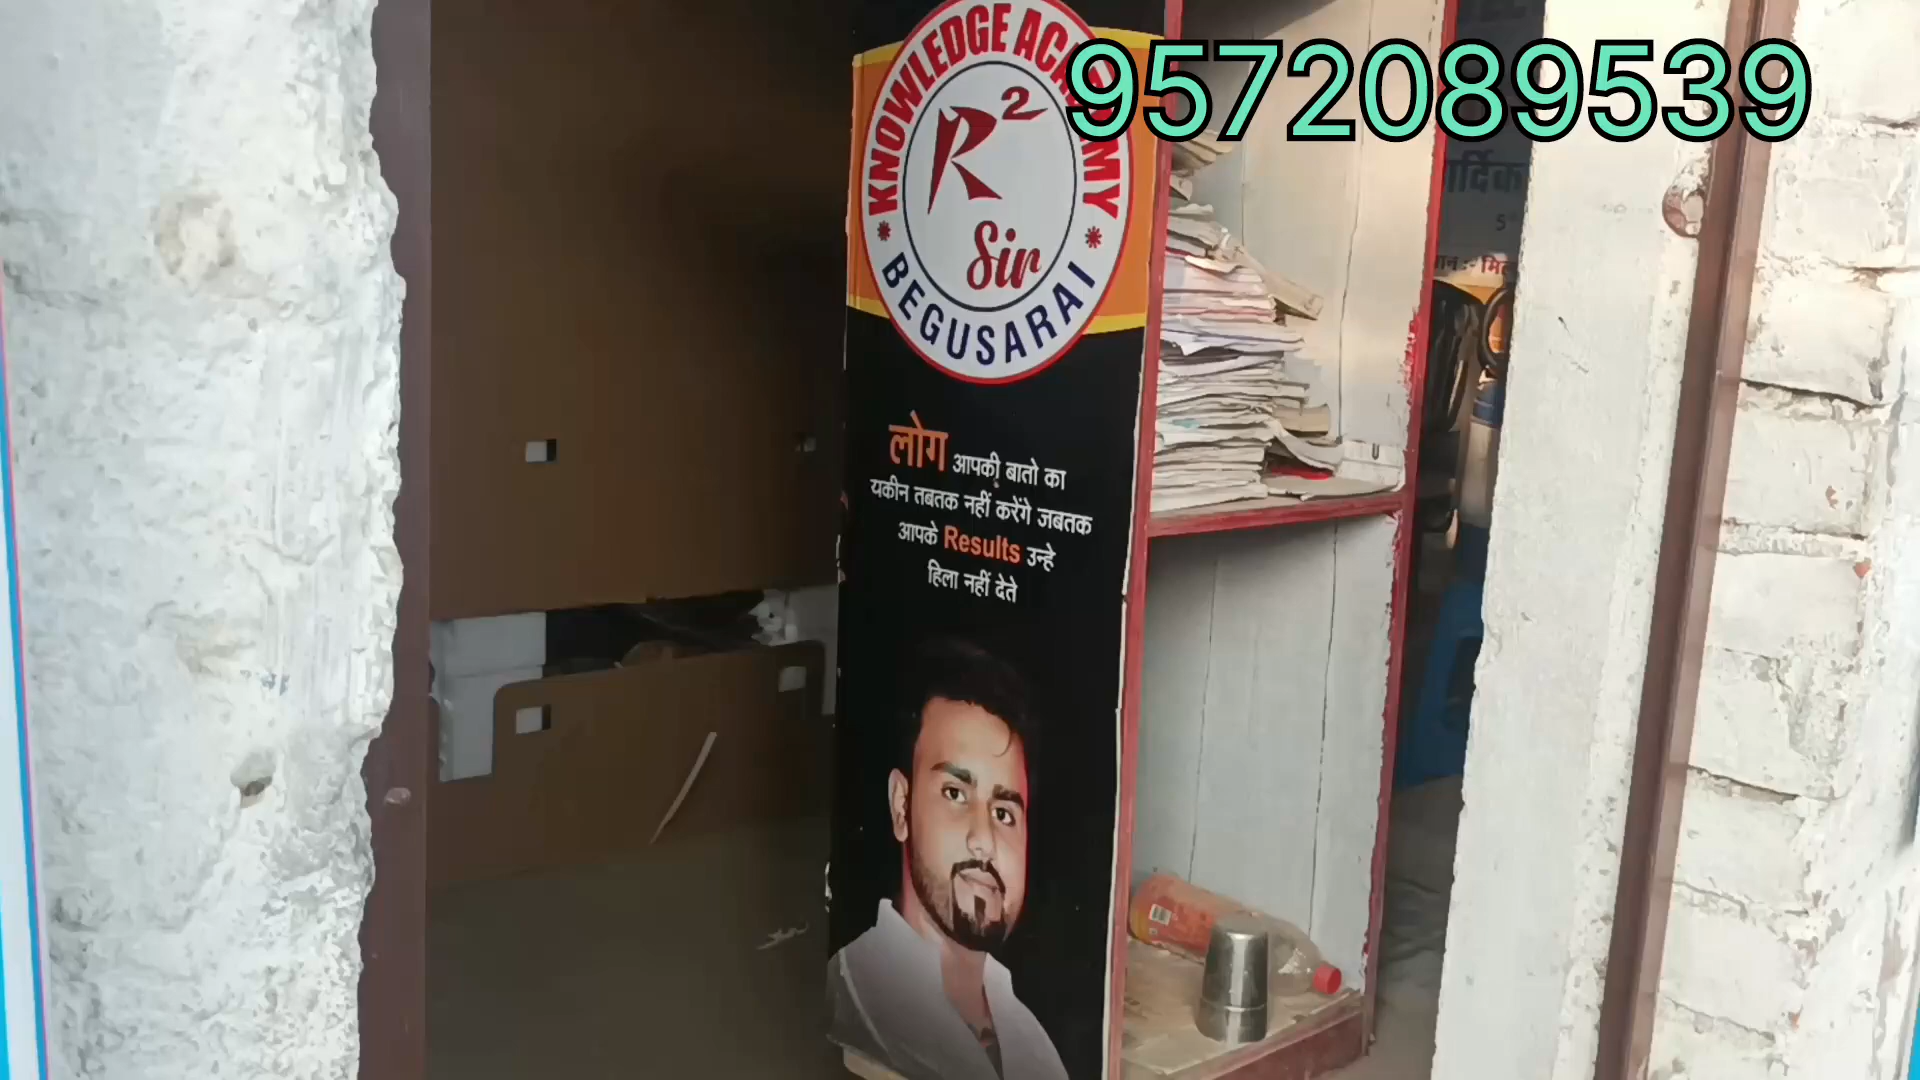 9572089539
KNOWLEDGE ACADEMY
R2
Sir
BEGUSARAI
लोग आपकी बातो का
यकीन तबतक नहीं करेंगे जबतक
आपके Results उन्हे
हिला नहीं देते